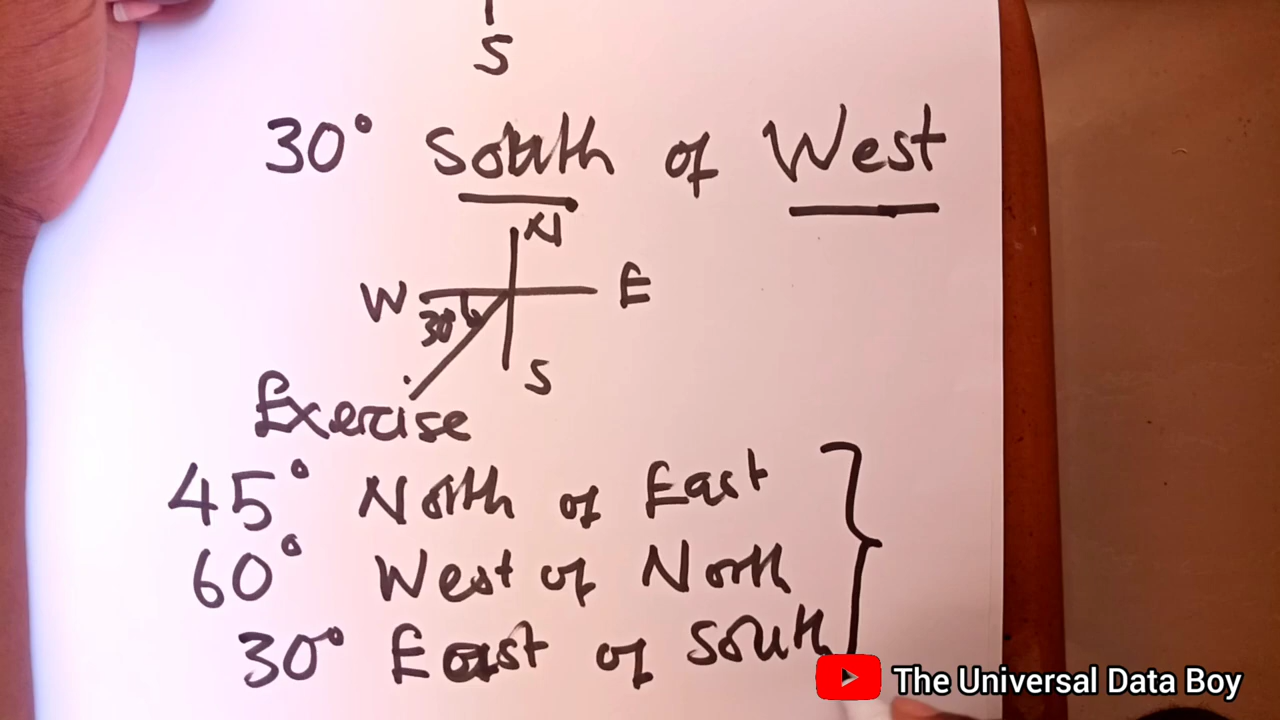 S
30° South of West
N
W E
30°
S
Exercise
45° North of East
60° West of North
30° East of South
The Universal Data Boy